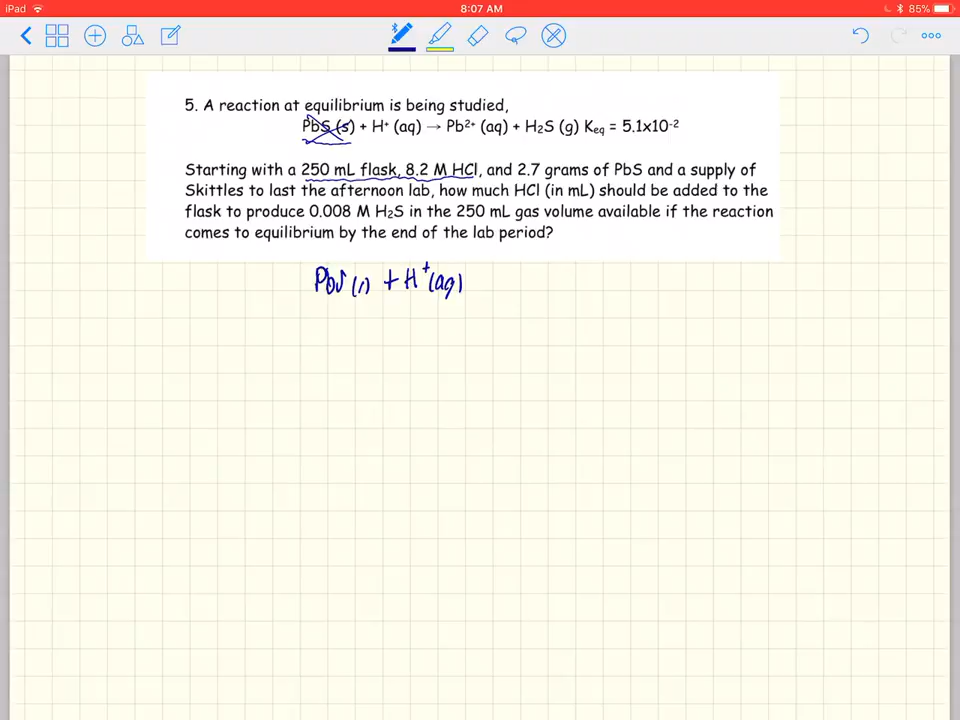 iPad
8:07 AM
85%
5. A reaction at equilibrium is being studied,
PbS (s) + H⁺ (aq) → Pb²⁺ (aq) + H₂S (g) Keq = 5.1x10⁻²
Starting with a 250 mL flask, 8.2 M HCl, and 2.7 grams of PbS and a supply of
Skittles to last the afternoon lab, how much HCl (in mL) should be added to the
flask to produce 0.008 M H₂S in the 250 mL gas volume available if the reaction
comes to equilibrium by the end of the lab period?
PbS (s) + H⁺ (aq)